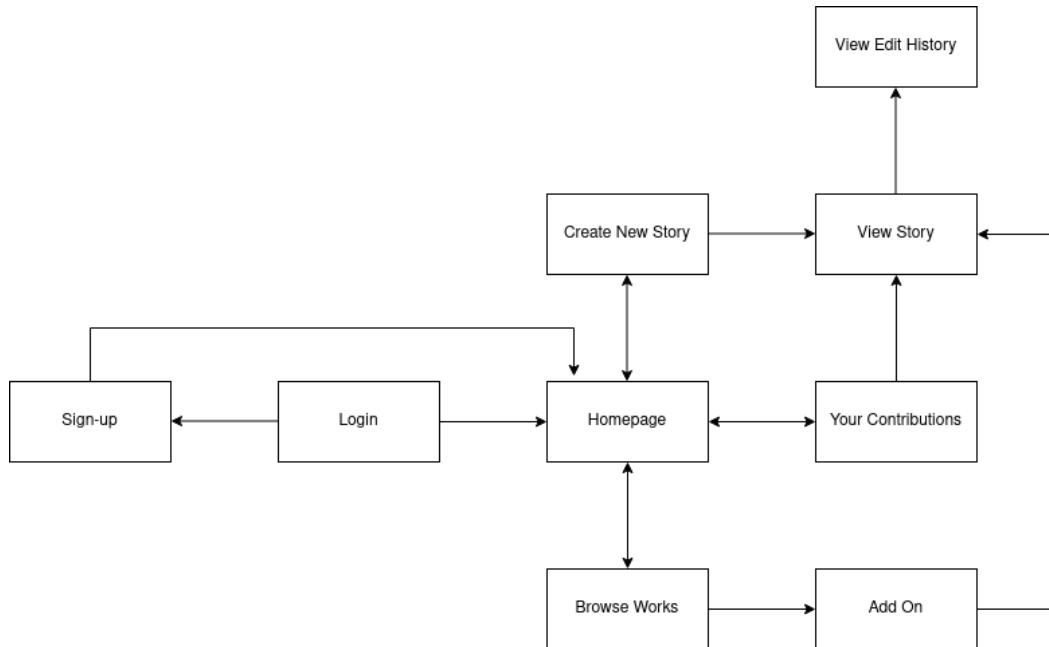 View Edit History
Create New Story
View Story
Sign-up
Login
Homepage
Your Contributions
Browse Works
Add On